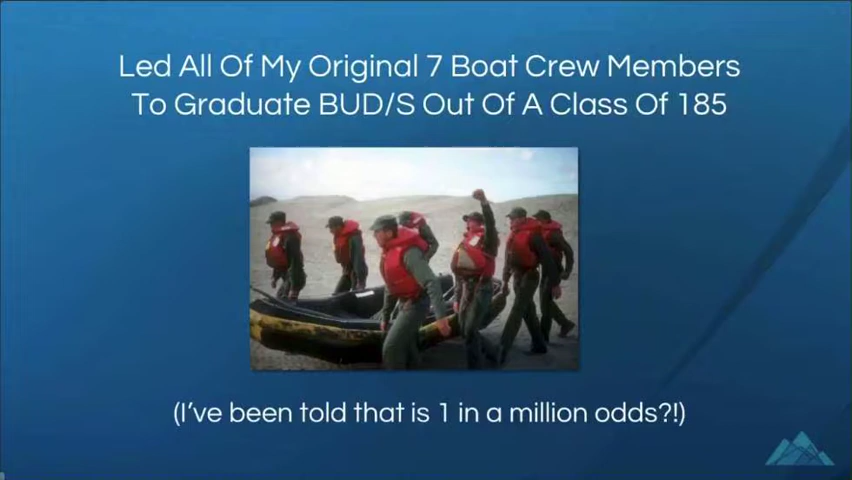 Led All Of My Original 7 Boat Crew Members
To Graduate BUD/S Out Of A Class Of 185
(I've been told that is 1 in a million odds?!)